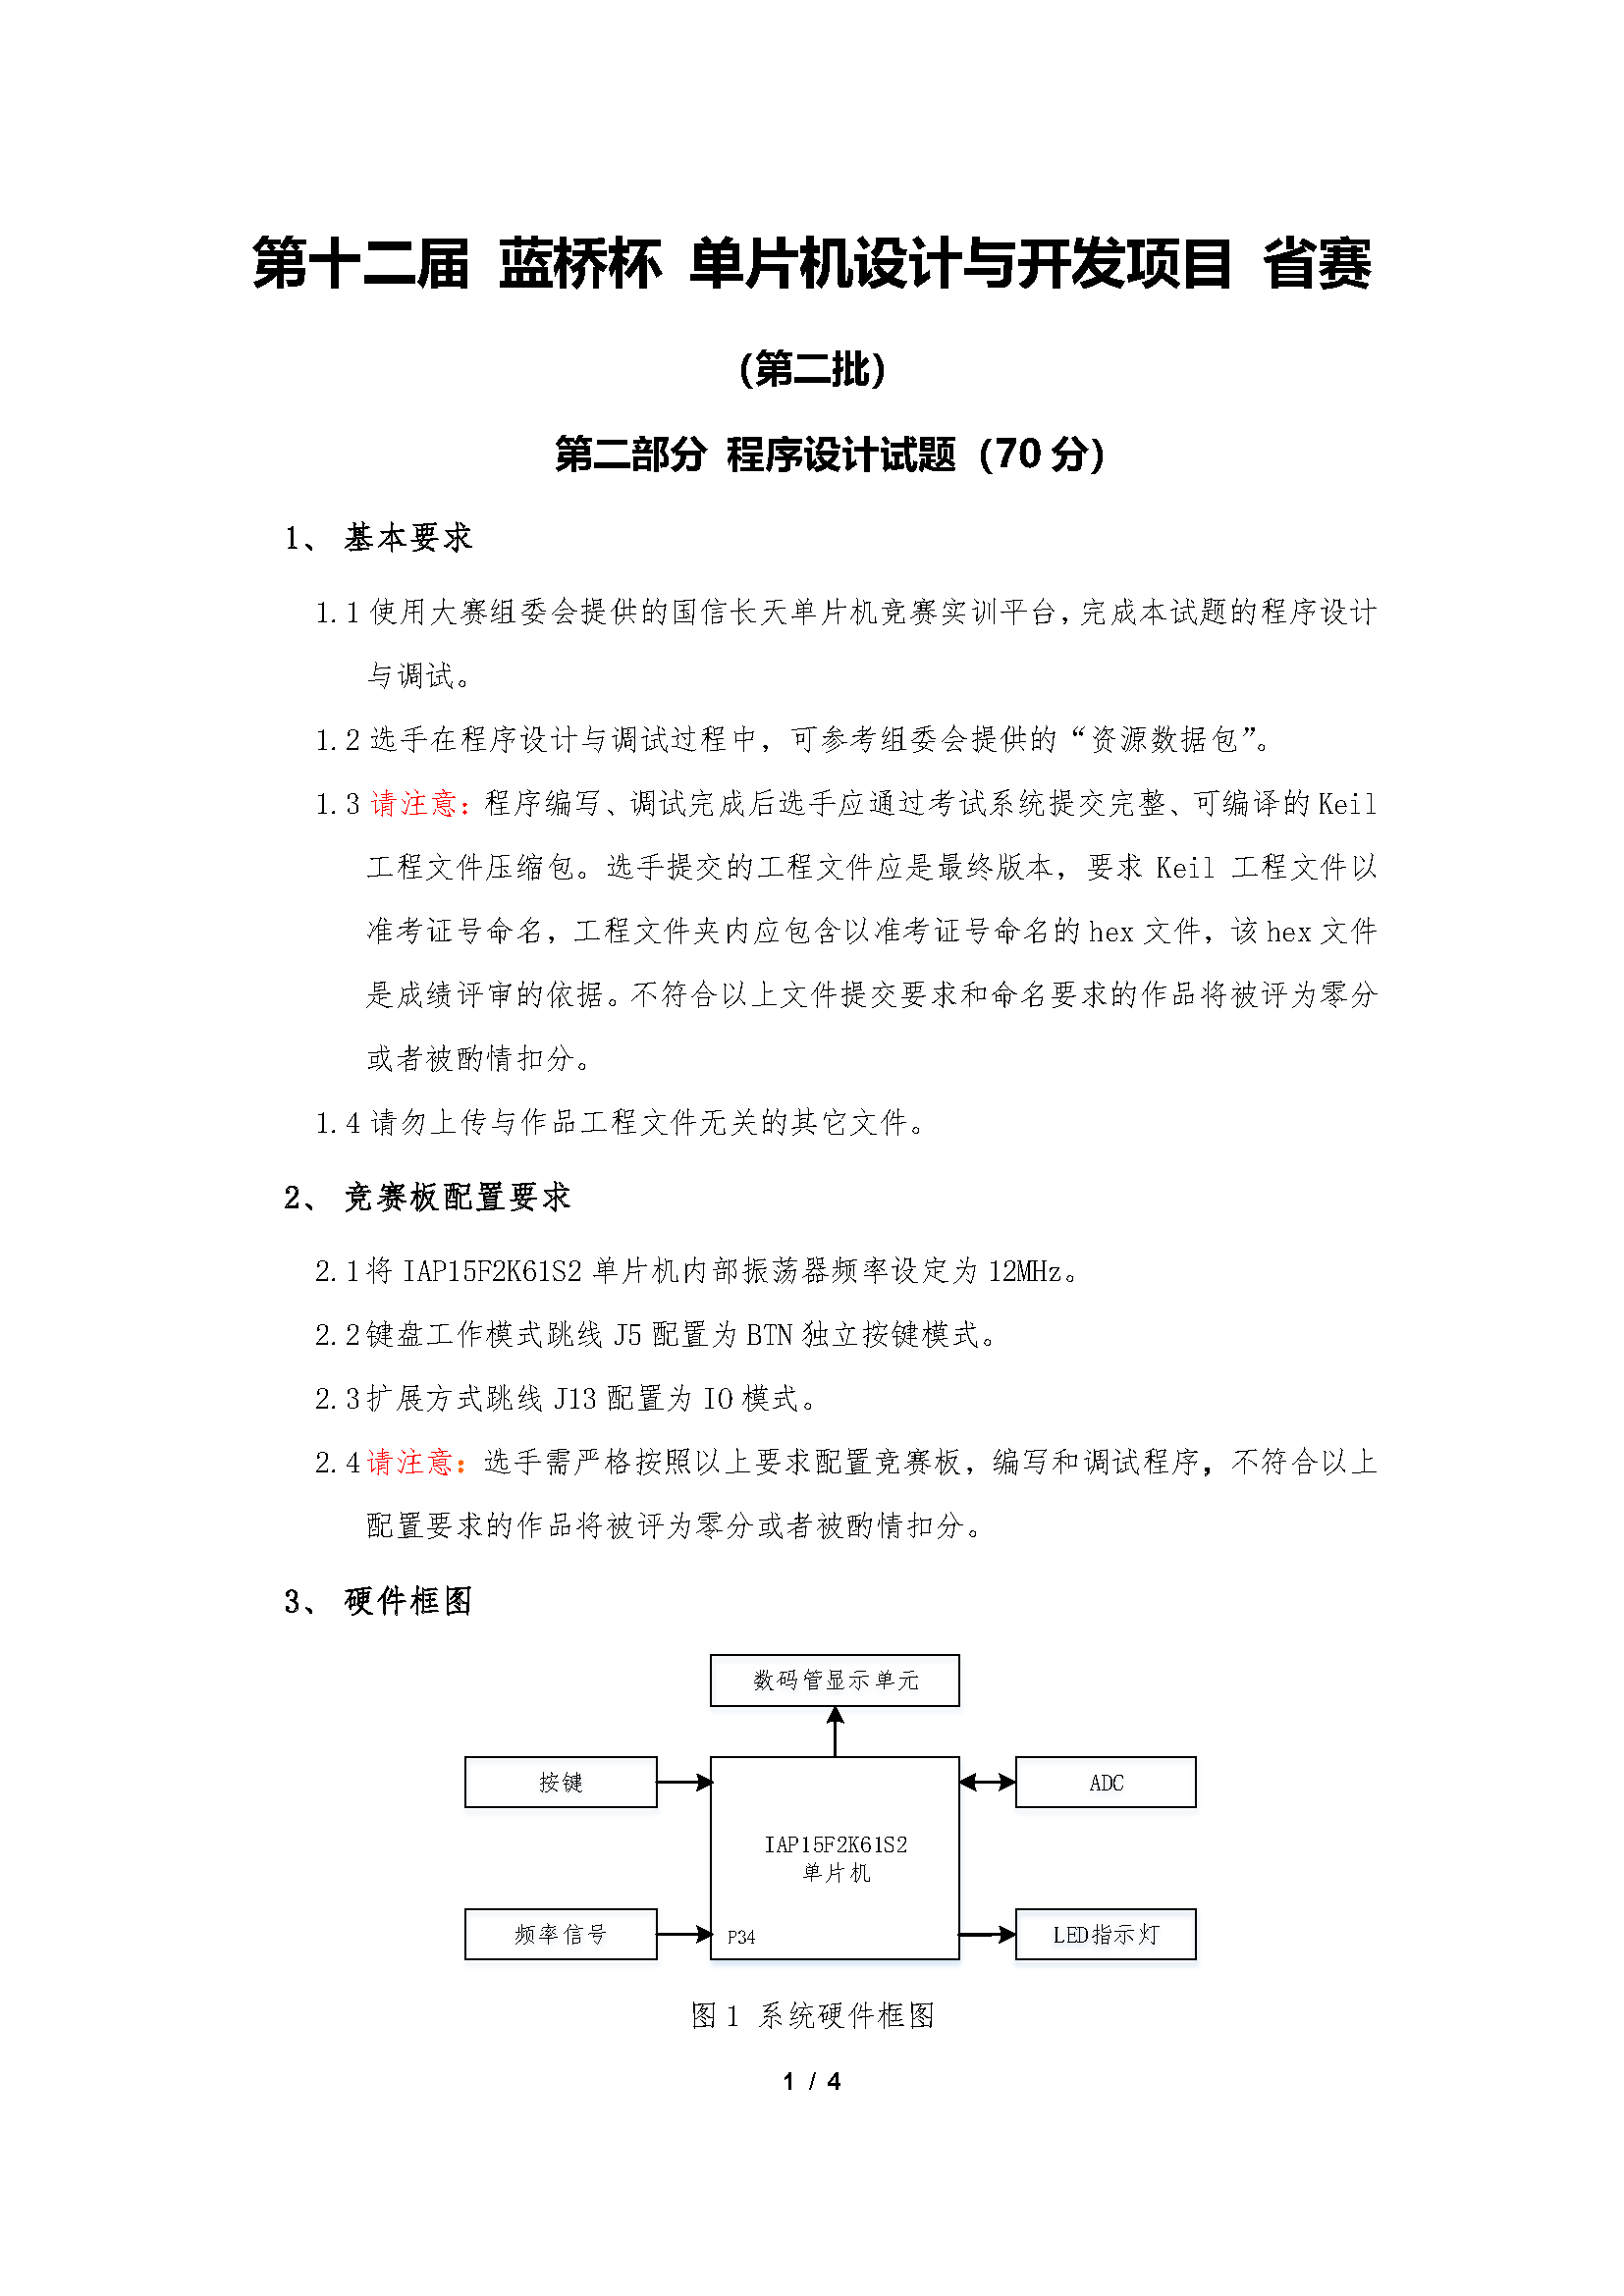 第十二届 蓝桥杯 单片机设计与开发项目 省赛
（第二批）
第二部分 程序设计试题（70 分）
1、 基本要求
1.1 使用大赛组委会提供的国信长天单片机竞赛实训平台，完成本试题的程序设计
与调试。
1.2 选手在程序设计与调试过程中，可参考组委会提供的“资源数据包”。
1.3 请注意：程序编写、调试完成后选手应通过考试系统提交完整、可编译的 Keil
工程文件压缩包。选手提交的工程文件应是最终版本，要求 Keil 工程文件以
准考证号命名，工程文件夹内应包含以准考证号命名的 hex 文件，该 hex 文件
是成绩评审的依据。不符合以上文件提交要求和命名要求的作品将被评为零分
或者被酌情扣分。
1.4 请勿上传与作品工程文件无关的其它文件。
2、 竞赛板配置要求
2.1 将 IAP15F2K61S2 单片机内部振荡器频率设定为 12MHz。
2.2 键盘工作模式跳线 J5 配置为 BTN 独立按键模式。
2.3 扩展方式跳线 J13 配置为 IO 模式。
2.4 请注意：选手需严格按照以上要求配置竞赛板，编写和调试程序，不符合以上
配置要求的作品将被评为零分或者被酌情扣分。
3、 硬件框图
数码管显示单元
按键
ADC
IAP15F2K61S2
单片机
频率信号
P34
LED指示灯
图 1 系统硬件框图
1 / 4